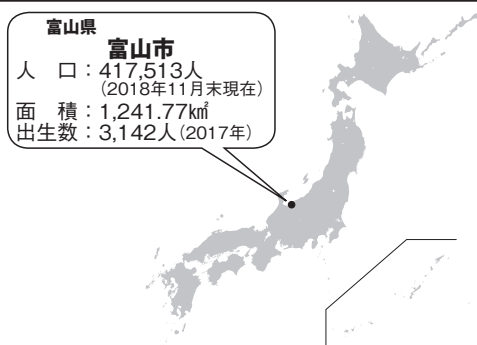 富山県
富山市
人　口：417,513人
（2018年11月末現在）
面　積：1,241.77㎢
出生数：3,142人（2017年）